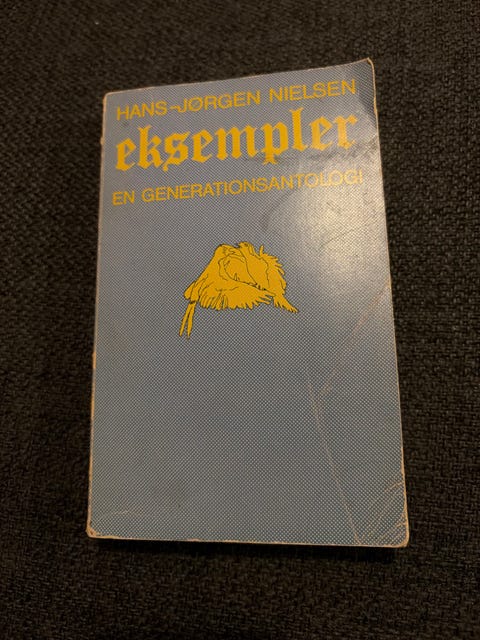 HANS-JØRGEN NIELSEN
eksempler
EN GENERATIONSANTOLOGI